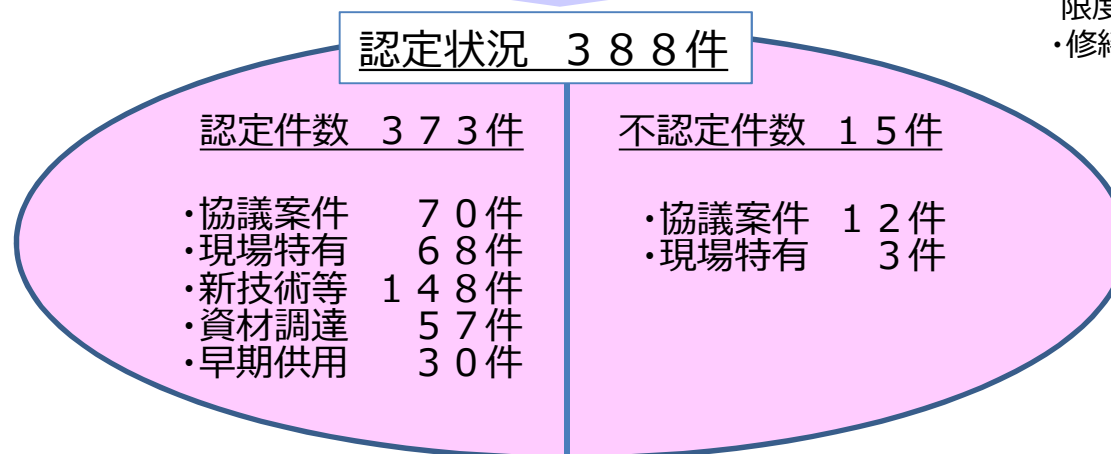 限度
・修
認定状況　３８８件
認定件数　３７３件
・協議案件　　７０件
・現場特有　　６８件
・新技術等　１４８件
・資材調達　　５７件
・早期供用　　３０件
不認定件数　１５件
・協議案件　１２件
・現場特有　　３件